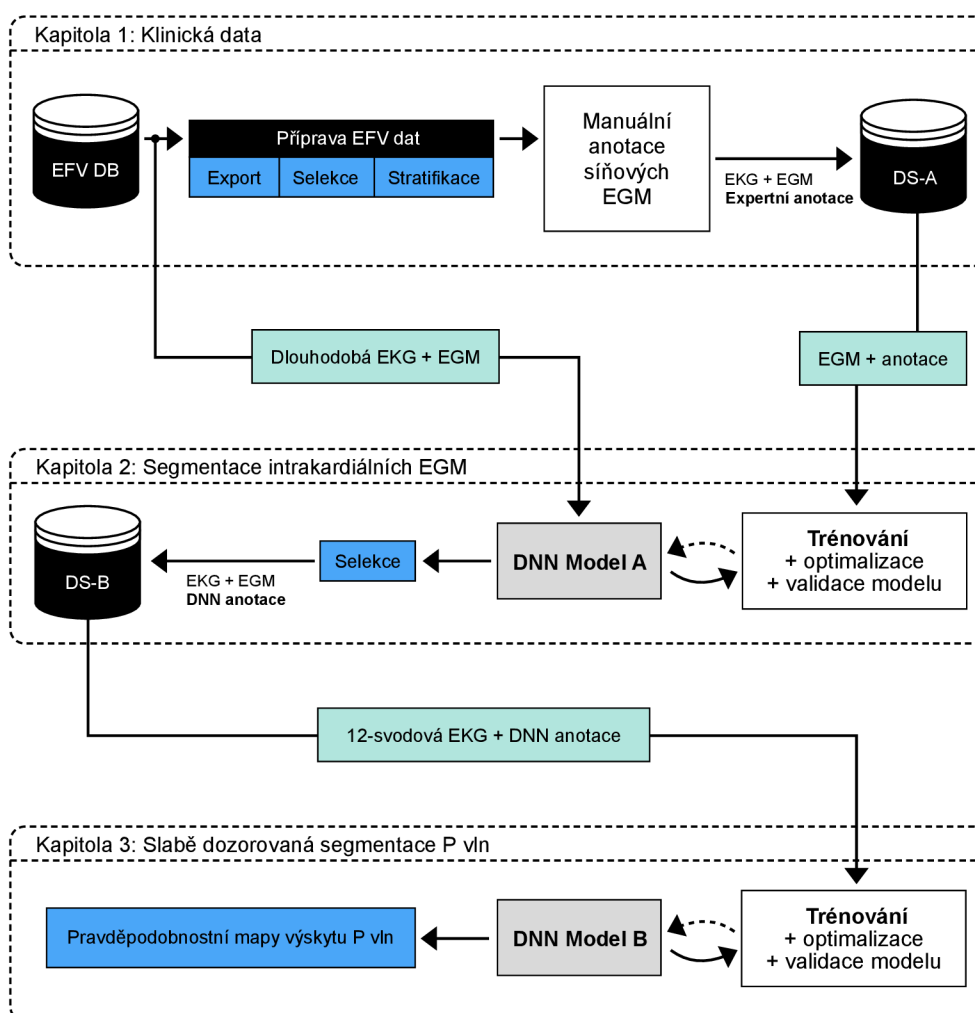 Kapitola 1: Klinická data
EFV DB
Příprava EFV dat
Export
Selekce
Stratifikace
Manuální
anotace
síňových
EGM
EKG + EGM
Expertní anotace
DS-A
Dlouhodobá EKG + EGM
EGM + anotace
Kapitola 2: Segmentace intrakardiálních EGM
DS-B
EKG + EGM
DNN anotace
Selekce
DNN Model A
Trénování
+ optimalizace
+ validace modelu
12-svodová EKG + DNN anotace
Kapitola 3: Slabě dozorovaná segmentace P vln
Pravděpodobnostní mapy výskytu P vln
DNN Model B
Trénování
+ optimalizace
+ validace modelu